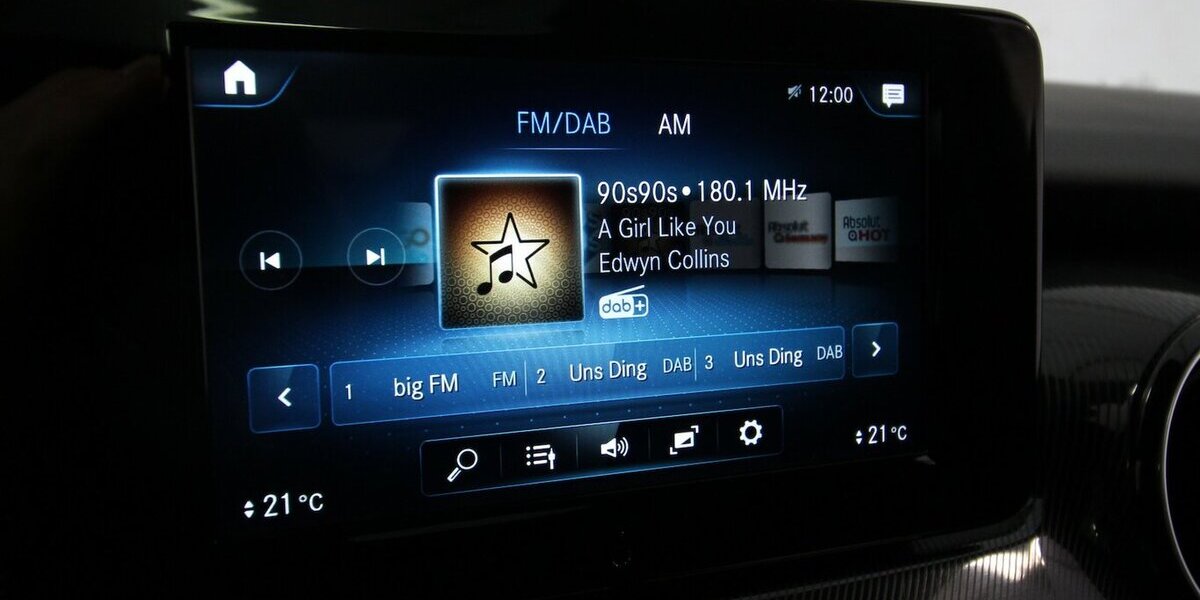 12:00
FM/DAB AM
90s90s • 180.1 MHz
A Girl Like You
Edwyn Collins
Absolut
Absolut
HOT
dab+
1 big FM FM 2 Uns Ding DAB 3 Uns Ding DAB
21 °C
21 °C